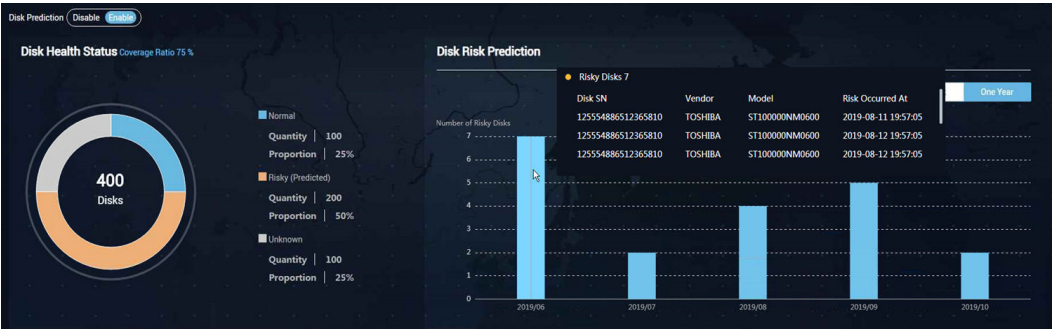 Disk Prediction Disable Enable
Disk Health Status Coverage Ratio 75 %
400
Disks
Normal
Quantity 100
Proportion 25%
Risky (Predicted)
Quantity 200
Proportion 50%
Unknown
Quantity 100
Proportion 25%
Disk Risk Prediction
One Year
Risky Disks 7
Disk SN Vendor Model Risk Occurred At
125554886512365810 TOSHIBA ST100000NM0600 2019-08-11 19:57:05
125554886512365810 TOSHIBA ST100000NM0600 2019-08-12 19:57:05
125554886512365810 TOSHIBA ST100000NM0600 2019-08-12 19:57:05
Number of Risky Disks
7
6
5
4
3
2
1
0
2019/06 2019/07 2019/08 2019/09 2019/10